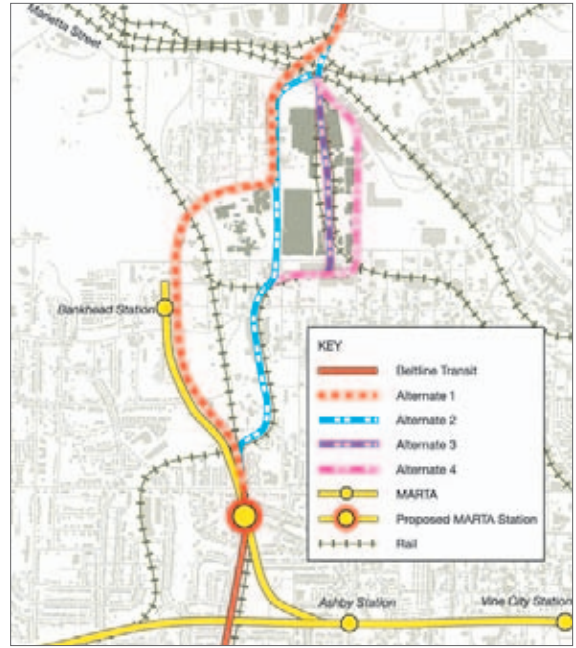 Marietta Street
Bankhead Station
KEY
Beltline Transit
Alternate 1
Alternate 2
Alternate 3
Alternate 4
MARTA
Proposed MARTA Station
Rail
Ashby Station
Vine City Station